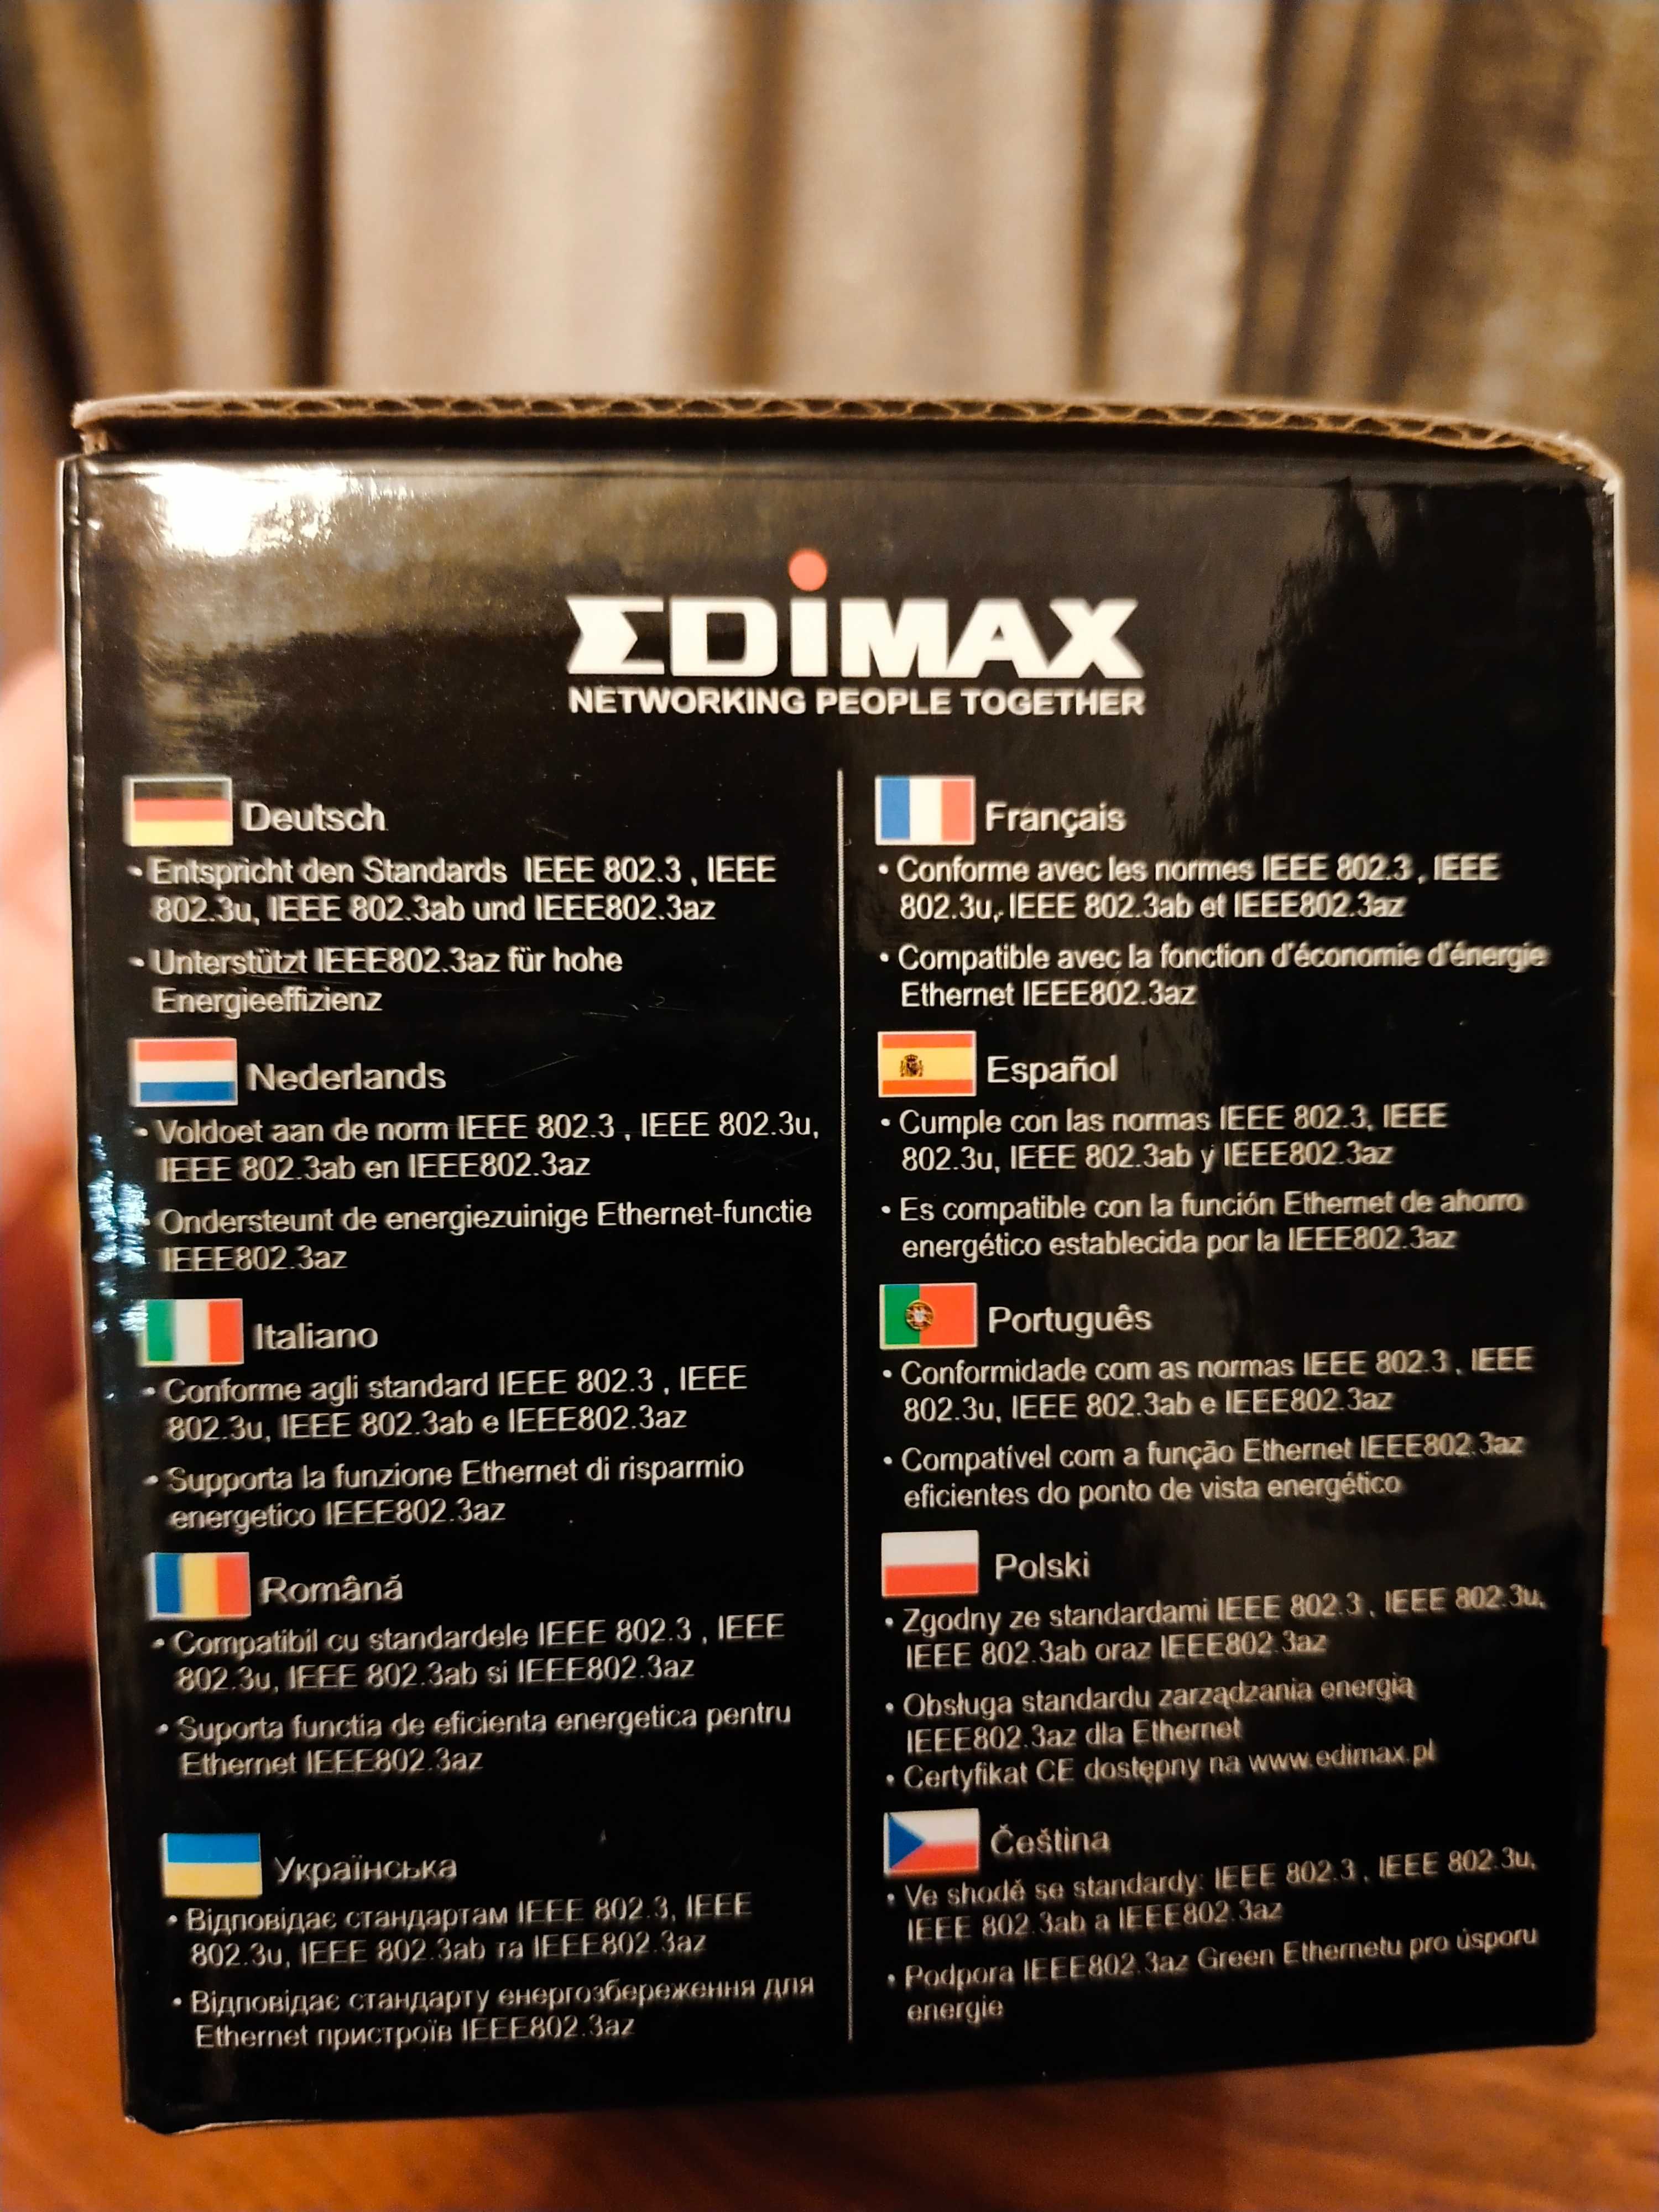 EDIMAX
NETWORKING PEOPLE TOGETHER
Deutsch
• Entspricht den Standards IEEE 802.3 , IEEE
802.3u, IEEE 802.3ab und IEEE802.3az
• Unterstützt IEEE802.3az für hohe
Energieeffizienz
Nederlands
• Voldoet aan de norm IEEE 802.3 , IEEE 802.3u,
IEEE 802.3ab en IEEE802.3az
• Ondersteunt de energiezuinige Ethernet-functie
IEEE802.3az
Italiano
• Conforme agli standard IEEE 802.3 , IEEE
802.3u, IEEE 802.3ab e IEEE802.3az
• Supporta la funzione Ethernet di risparmio
energetico IEEE802.3az
Română
• Compatibil cu standardele IEEE 802.3 , IEEE
802.3u, IEEE 802.3ab si IEEE802.3az
• Suporta functia de eficienta energetica pentru
Ethernet IEEE802.3az
Українська
• Відповідає стандартам IEEE 802.3, IEEE
802.3u, IEEE 802.3ab та IEEE802.3az
• Відповідає стандарту енергозбереження для
Ethernet пристроїв IEEE802.3az
Français
• Conforme avec les normes IEEE 802.3 , IEEE
802.3u, IEEE 802.3ab et IEEE802.3az
• Compatible avec la fonction d'économie d'énergie
Ethernet IEEE802.3az
Español
• Cumple con las normas IEEE 802.3, IEEE
802.3u, IEEE 802.3ab y IEEE802.3az
• Es compatible con la función Ethernet de ahorro
energético establecida por la IEEE802.3az
Português
• Conformidade com as normas IEEE 802.3 , IEEE
802.3u, IEEE 802.3ab e IEEE802.3az
• Compatível com a função Ethernet IEEE802.3az
eficientes do ponto de vista energético
Polski
• Zgodny ze standardami IEEE 802.3 , IEEE 802.3u,
IEEE 802.3ab oraz IEEE802.3az
• Obsługa standardu zarządzania energią
IEEE802.3az dla Ethernet
• Certyfikat CE dostępny na www.edimax.pl
Čeština
• Ve shodě se standardy: IEEE 802.3 , IEEE 802.3u,
IEEE 802.3ab a IEEE802.3az
• Podpora IEEE802.3az Green Ethernetu pro úsporu
energie